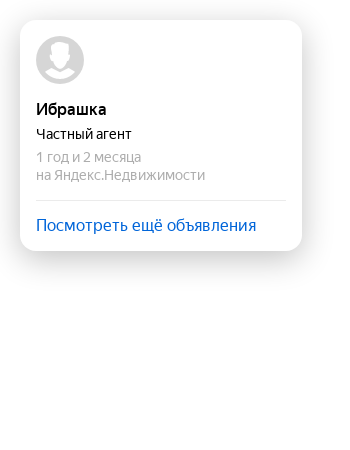 Ибрашка
Частный агент
1 год и 2 месяца
на Яндекс.Недвижимости
Посмотреть ещё объявления